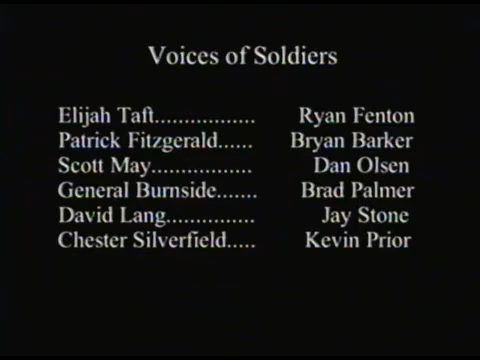 Voices of Soldiers
Elijah Taft................. Ryan Fenton
Patrick Fitzgerald...... Bryan Barker
Scott May................. Dan Olsen
General Burnside....... Brad Palmer
David Lang............... Jay Stone
Chester Silverfield..... Kevin Prior